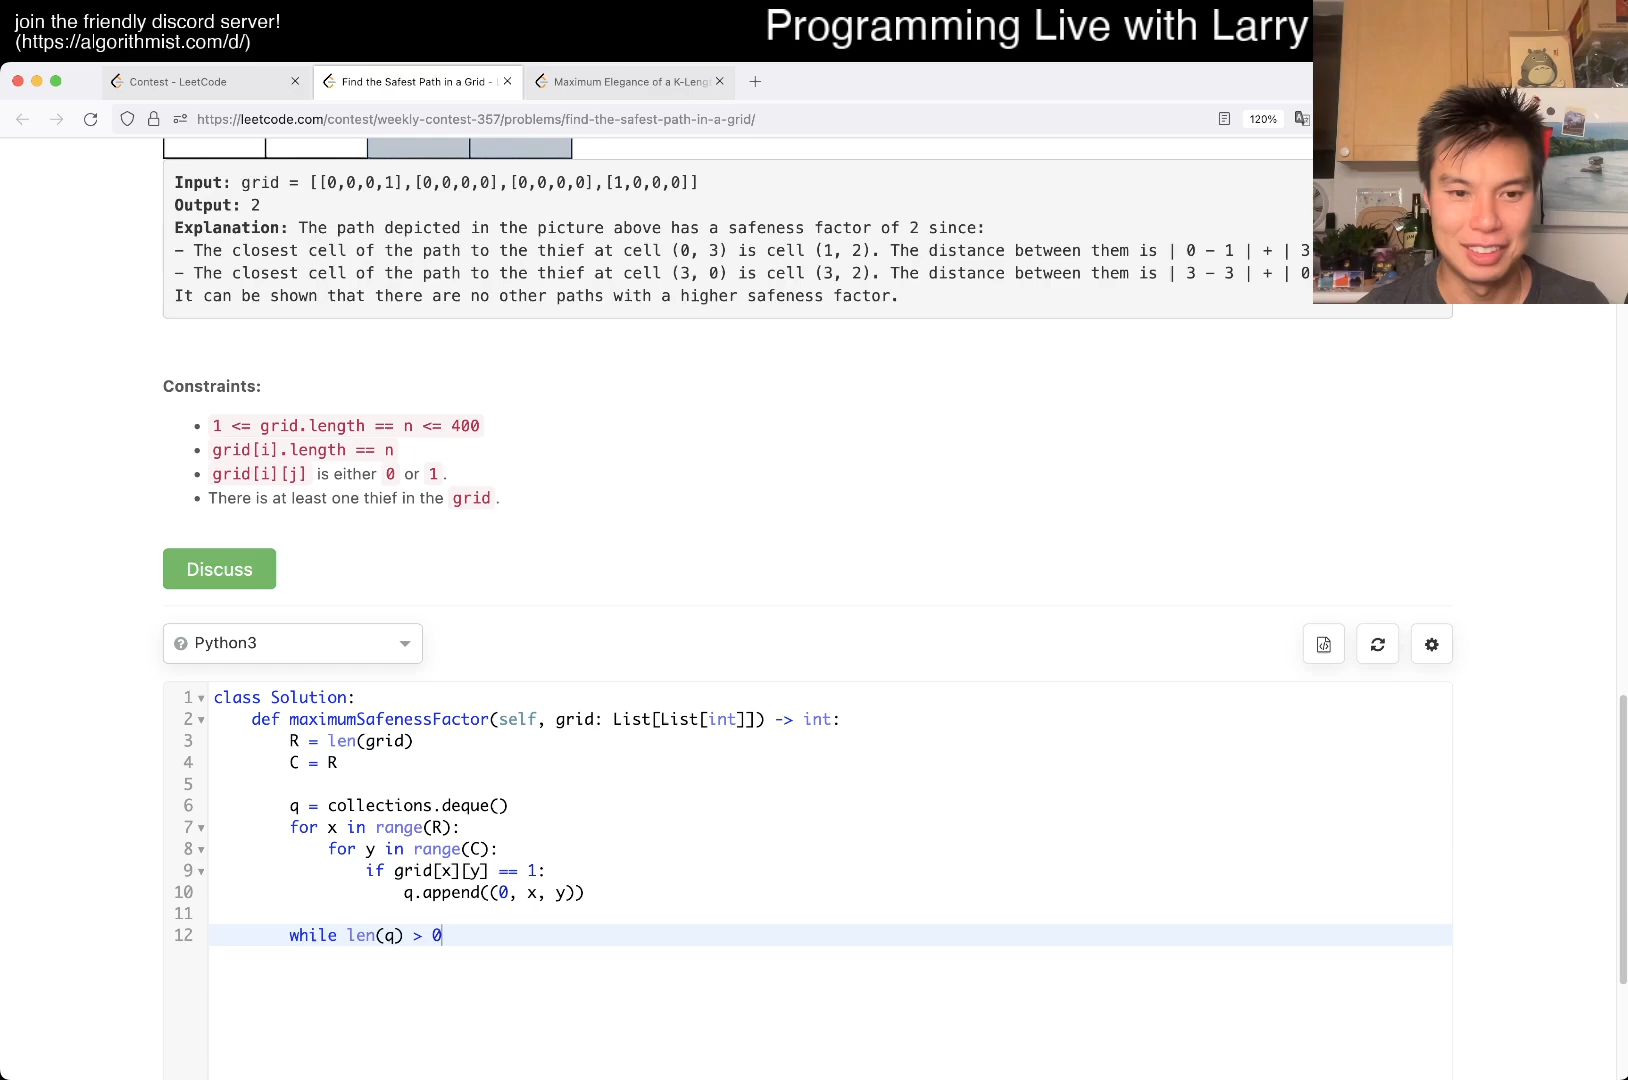 join the friendly discord server!
(https://algorithmist.com/d/)
Programming Live with Larry
Contest - LeetCode
Find the Safest Path in a Grid -
Maximum Elegance of a K-Leng
https://leetcode.com/contest/weekly-contest-357/problems/find-the-safest-path-in-a-grid/
120%
Input: grid = [[0,0,0,1],[0,0,0,0],[0,0,0,0],[1,0,0,0]]
Output: 2
Explanation: The path depicted in the picture above has a safeness factor of 2 since:
- The closest cell of the path to the thief at cell (0, 3) is cell (1, 2). The distance between them is | 0 - 1 | + | 3
- The closest cell of the path to the thief at cell (3, 0) is cell (3, 2). The distance between them is | 3 - 3 | + | 0
It can be shown that there are no other paths with a higher safeness factor.
Constraints:
• 1 <= grid.length == n <= 400
• grid[i].length == n
• grid[i][j] is either 0 or 1.
• There is at least one thief in the grid.
Discuss
Python3
1 class Solution:
2 def maximumSafenessFactor(self, grid: List[List[int]]) -> int:
3 R = len(grid)
4 C = R
5
6 q = collections.deque()
7 for x in range(R):
8 for y in range(C):
9 if grid[x][y] == 1:
10 q.append((0, x, y))
11
12 while len(q) > 0